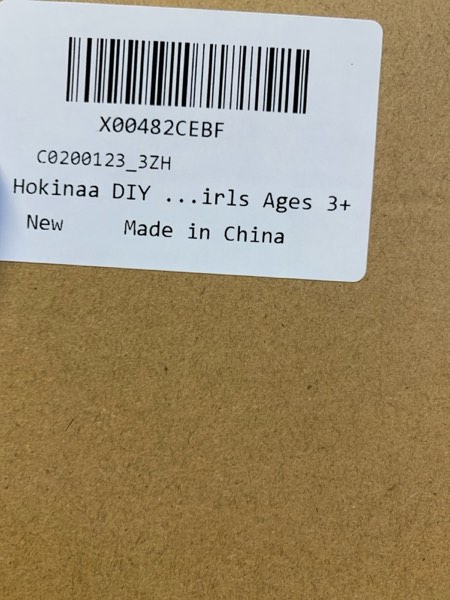 X00482CEBF
C0200123_3ZH
Hokinaa DIY ...irls Ages 3+
New Made in China